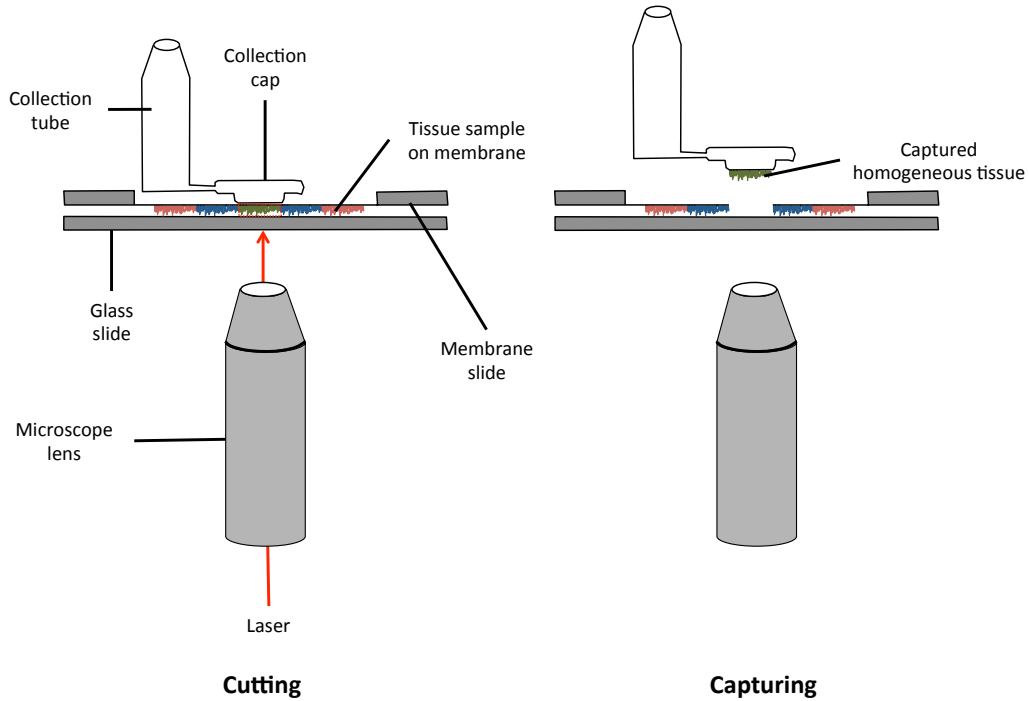 Collection
cap
Collection
tube
Tissue sample
on membrane
Captured
homogeneous tissue
Glass
slide
Membrane
slide
Microscope
lens
Laser
Cutting
Capturing